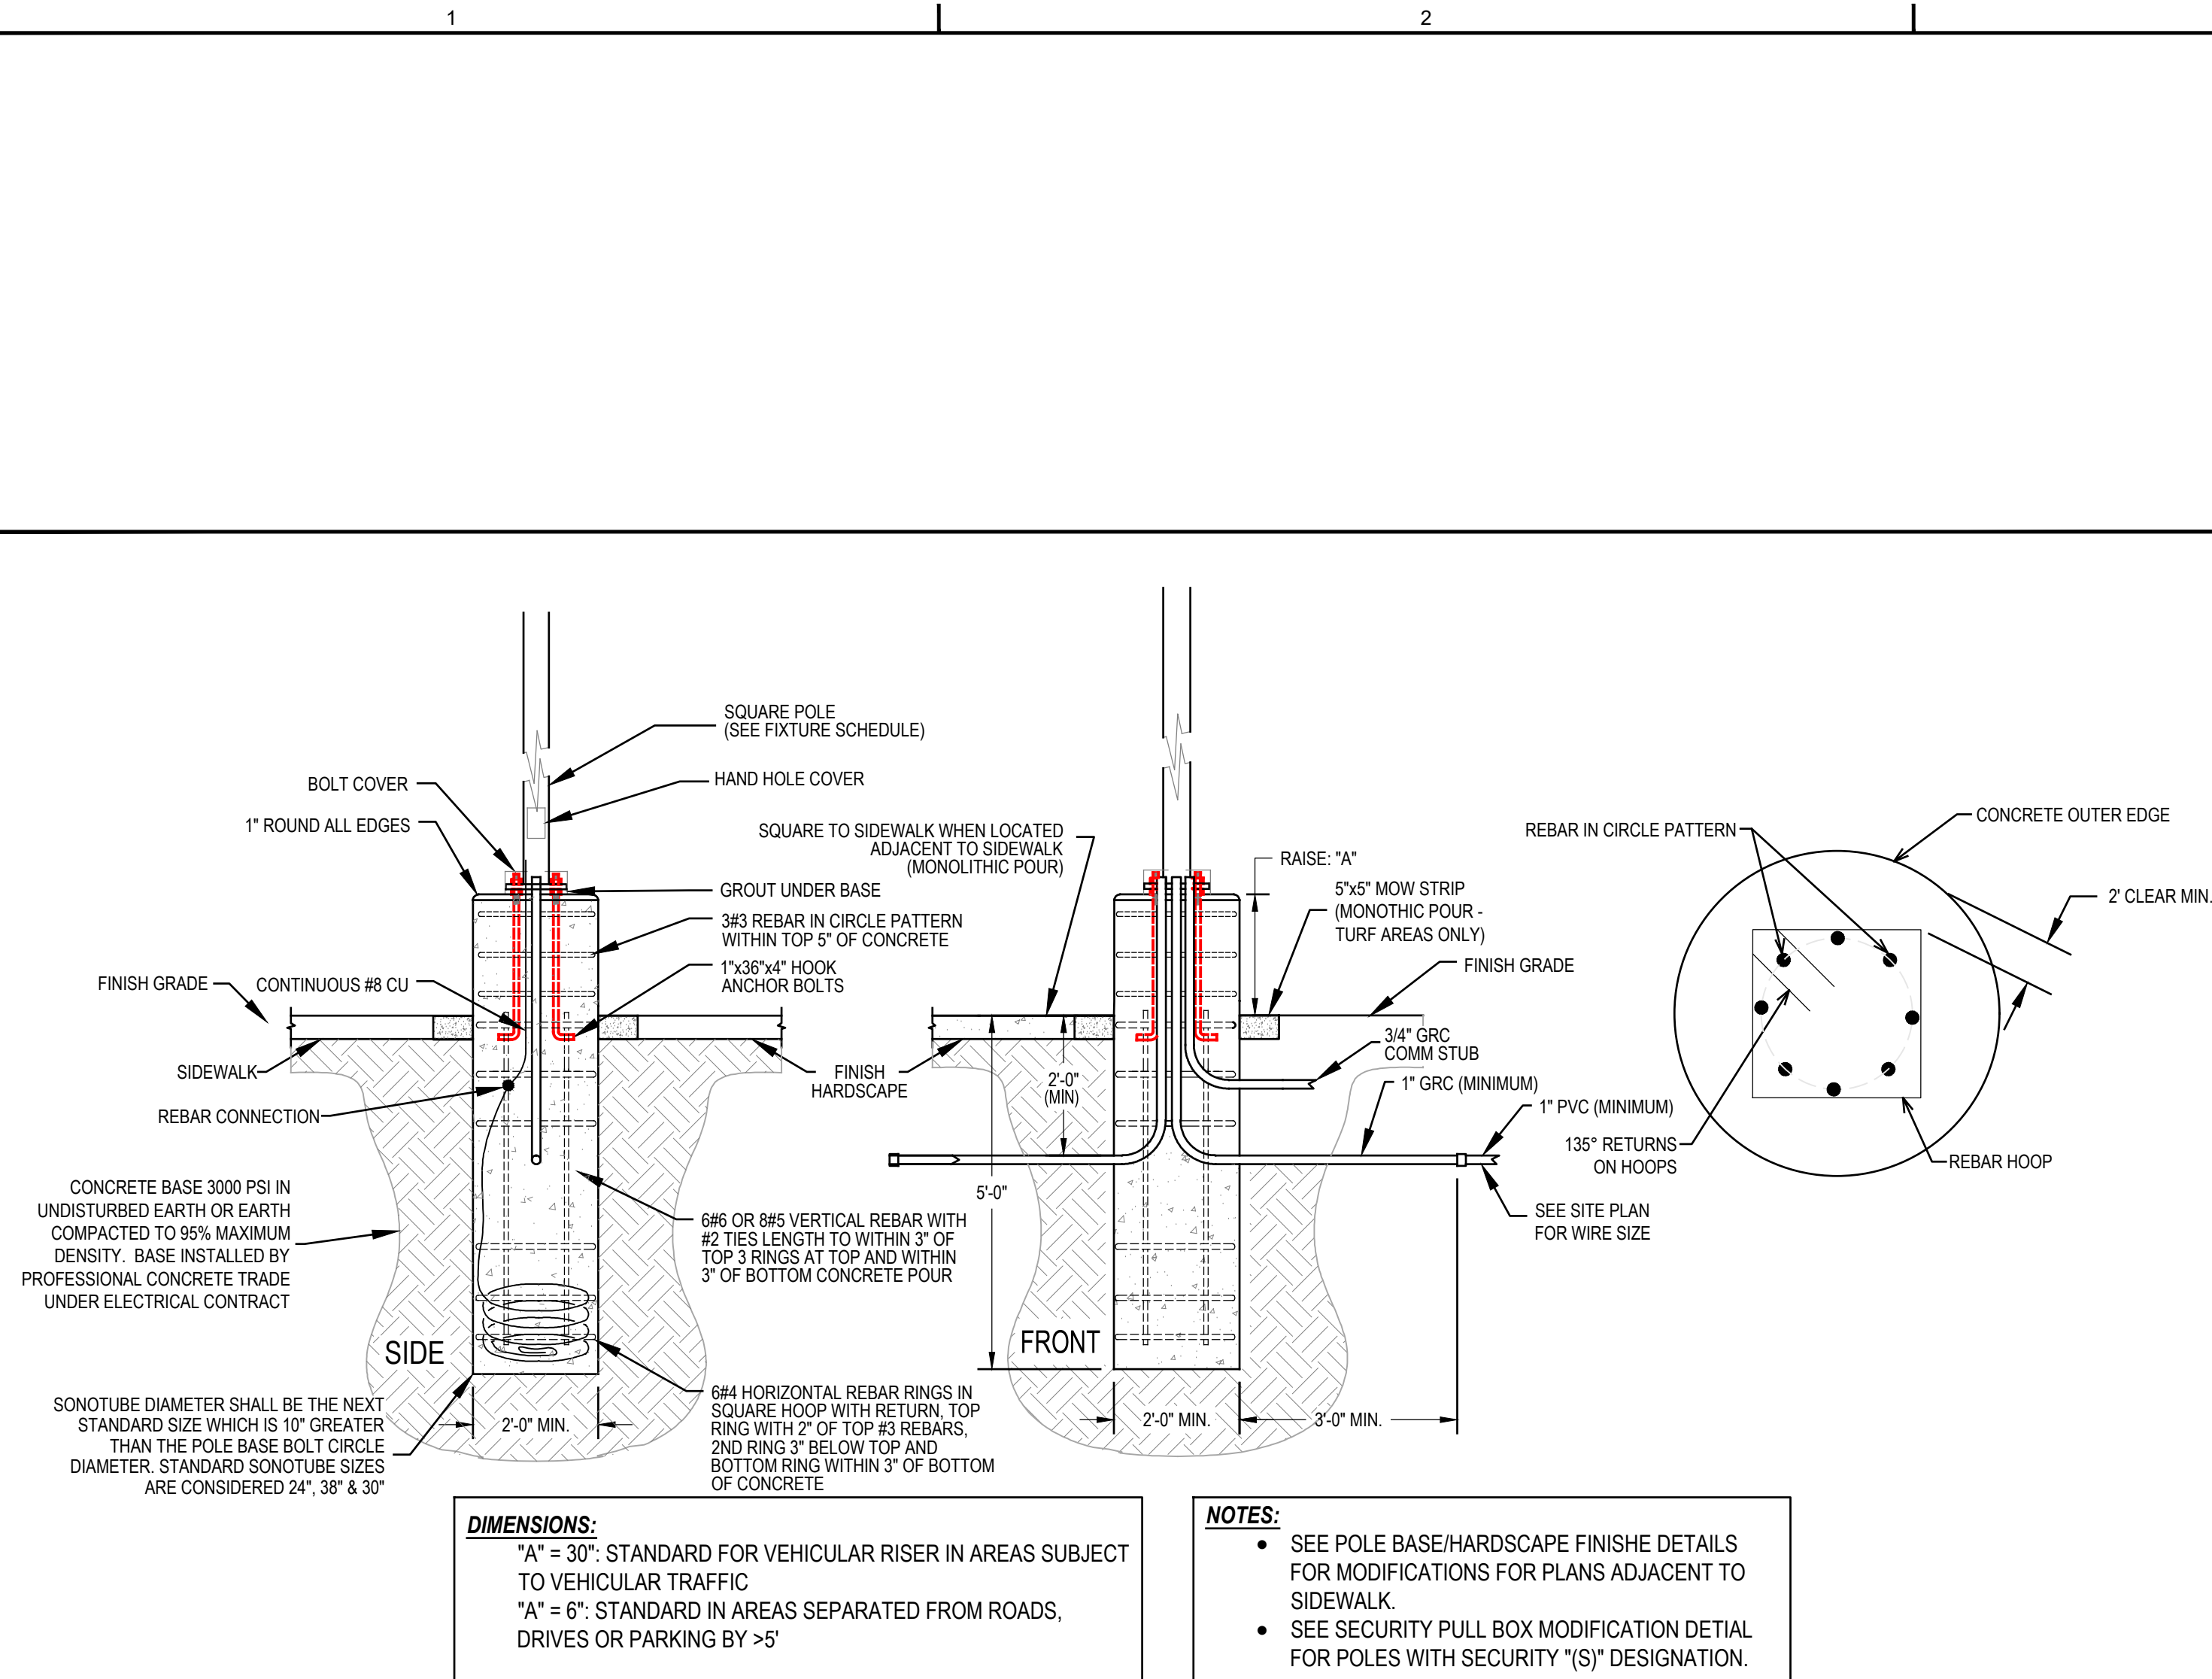 1
2
SQUARE POLE
(SEE FIXTURE SCHEDULE)
BOLT COVER
HAND HOLE COVER
1" ROUND ALL EDGES
GROUT UNDER BASE
3#3 REBAR IN CIRCLE PATTERN
WITHIN TOP 5" OF CONCRETE
1"x36"x4" HOOK
ANCHOR BOLTS
FINISH GRADE
CONTINUOUS #8 CU
SIDEWALK
REBAR CONNECTION
FINISH
HARDSCAPE
CONCRETE BASE 3000 PSI IN
UNDISTURBED EARTH OR EARTH
COMPACTED TO 95% MAXIMUM
DENSITY. BASE INSTALLED BY
PROFESSIONAL CONCRETE TRADE
UNDER ELECTRICAL CONTRACT
6#6 OR 8#5 VERTICAL REBAR WITH
#2 TIES LENGTH TO WITHIN 3" OF
TOP 3 RINGS AT TOP AND WITHIN
3" OF BOTTOM CONCRETE POUR
SIDE
SONOTUBE DIAMETER SHALL BE THE NEXT
STANDARD SIZE WHICH IS 10" GREATER
THAN THE POLE BASE BOLT CIRCLE
DIAMETER. STANDARD SONOTUBE SIZES
ARE CONSIDERED 24", 38" & 30"
2'-0" MIN.
6#4 HORIZONTAL REBAR RINGS IN
SQUARE HOOP WITH RETURN, TOP
RING WITH 2" OF TOP #3 REBARS,
2ND RING 3" BELOW TOP AND
BOTTOM RING WITHIN 3" OF BOTTOM
OF CONCRETE
SQUARE TO SIDEWALK WHEN LOCATED
ADJACENT TO SIDEWALK
(MONOLITHIC POUR)
RAISE: "A"
5"x5" MOW STRIP
(MONOTHIC POUR -
TURF AREAS ONLY)
FINISH GRADE
3/4" GRC
COMM STUB
2'-0"
(MIN)
1" GRC (MINIMUM)
1" PVC (MINIMUM)
5'-0"
SEE SITE PLAN
FOR WIRE SIZE
FRONT
2'-0" MIN.
3'-0" MIN.
REBAR IN CIRCLE PATTERN
CONCRETE OUTER EDGE
2' CLEAR MIN.
135° RETURNS
ON HOOPS
REBAR HOOP
DIMENSIONS:
"A" = 30": STANDARD FOR VEHICULAR RISER IN AREAS SUBJECT
TO VEHICULAR TRAFFIC
"A" = 6": STANDARD IN AREAS SEPARATED FROM ROADS,
DRIVES OR PARKING BY >5'
NOTES:
• SEE POLE BASE/HARDSCAPE FINISHE DETAILS
FOR MODIFICATIONS FOR PLANS ADJACENT TO
SIDEWALK.
• SEE SECURITY PULL BOX MODIFICATION DETIAL
FOR POLES WITH SECURITY "(S)" DESIGNATION.